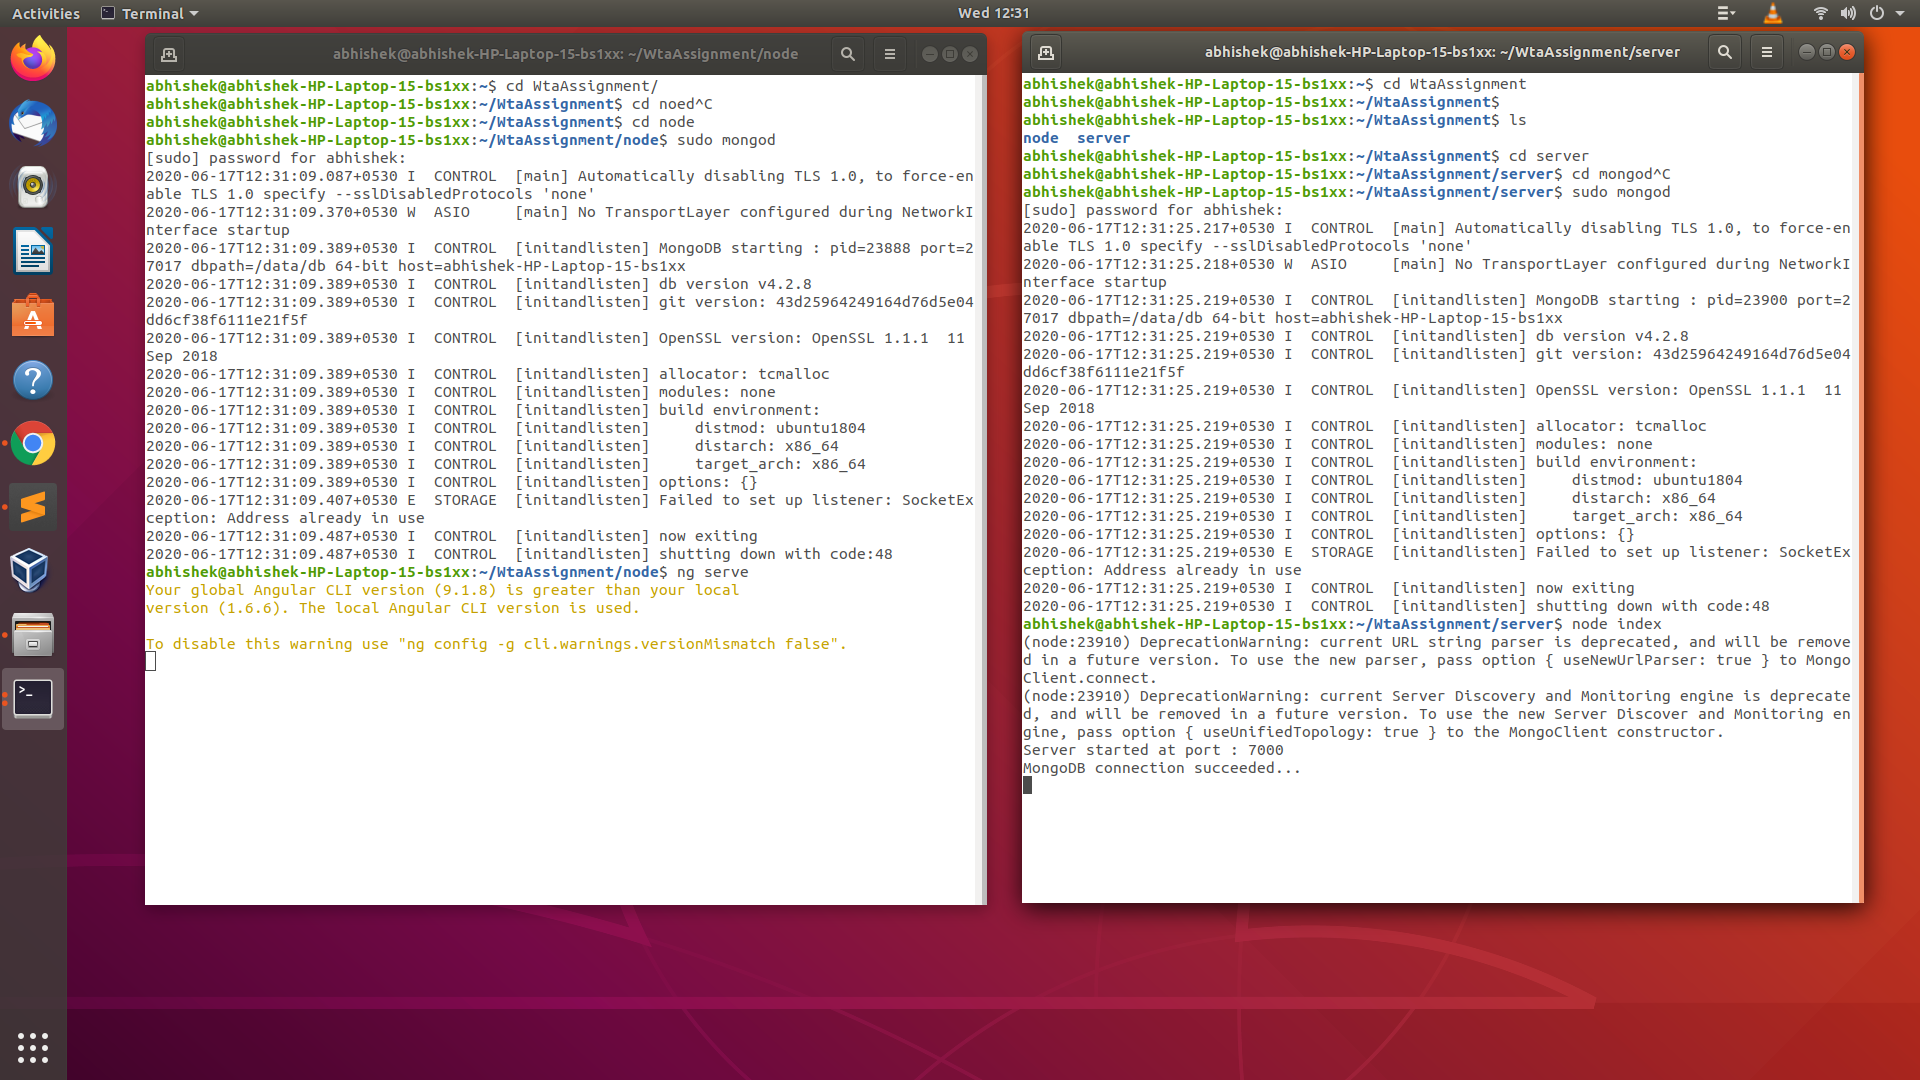 Activities Terminal Wed 12:31
abhishek@abhishek-HP-Laptop-15-bs1xx: ~/WtaAssignment/node
abhishek@abhishek-HP-Laptop-15-bs1xx:~$ cd WtaAssignment/
abhishek@abhishek-HP-Laptop-15-bs1xx:~/WtaAssignment$ cd noed^C
abhishek@abhishek-HP-Laptop-15-bs1xx:~/WtaAssignment$ cd node
abhishek@abhishek-HP-Laptop-15-bs1xx:~/WtaAssignment/node$ sudo mongod
[sudo] password for abhishek:
2020-06-17T12:31:09.087+0530 I  CONTROL  [main] Automatically disabling TLS 1.0, to force-en
able TLS 1.0 specify --sslDisabledProtocols 'none'
2020-06-17T12:31:09.370+0530 W  ASIO     [main] No TransportLayer configured during NetworkI
nterface startup
2020-06-17T12:31:09.389+0530 I  CONTROL  [initandlisten] MongoDB starting : pid=23888 port=2
7017 dbpath=/data/db 64-bit host=abhishek-HP-Laptop-15-bs1xx
2020-06-17T12:31:09.389+0530 I  CONTROL  [initandlisten] db version v4.2.8
2020-06-17T12:31:09.389+0530 I  CONTROL  [initandlisten] git version: 43d25964249164d76d5e04
dd6cf38f6111e21f5f
2020-06-17T12:31:09.389+0530 I  CONTROL  [initandlisten] OpenSSL version: OpenSSL 1.1.1  11
Sep 2018
2020-06-17T12:31:09.389+0530 I  CONTROL  [initandlisten] allocator: tcmalloc
2020-06-17T12:31:09.389+0530 I  CONTROL  [initandlisten] modules: none
2020-06-17T12:31:09.389+0530 I  CONTROL  [initandlisten] build environment:
2020-06-17T12:31:09.389+0530 I  CONTROL  [initandlisten]     distmod: ubuntu1804
2020-06-17T12:31:09.389+0530 I  CONTROL  [initandlisten]     distarch: x86_64
2020-06-17T12:31:09.389+0530 I  CONTROL  [initandlisten]     target_arch: x86_64
2020-06-17T12:31:09.389+0530 I  CONTROL  [initandlisten] options: {}
2020-06-17T12:31:09.407+0530 E  STORAGE  [initandlisten] Failed to set up listener: SocketEx
ception: Address already in use
2020-06-17T12:31:09.487+0530 I  CONTROL  [initandlisten] now exiting
2020-06-17T12:31:09.487+0530 I  CONTROL  [initandlisten] shutting down with code:48
abhishek@abhishek-HP-Laptop-15-bs1xx:~/WtaAssignment/node$ ng serve
Your global Angular CLI version (9.1.8) is greater than your local
version (1.6.6). The local Angular CLI version is used.
To disable this warning use "ng config -g cli.warnings.versionMismatch false".
abhishek@abhishek-HP-Laptop-15-bs1xx: ~/WtaAssignment/server
abhishek@abhishek-HP-Laptop-15-bs1xx:~$ cd WtaAssignment
abhishek@abhishek-HP-Laptop-15-bs1xx:~/WtaAssignment$
abhishek@abhishek-HP-Laptop-15-bs1xx:~/WtaAssignment$ ls
node  server
abhishek@abhishek-HP-Laptop-15-bs1xx:~/WtaAssignment$ cd server
abhishek@abhishek-HP-Laptop-15-bs1xx:~/WtaAssignment/server$ cd mongod^C
abhishek@abhishek-HP-Laptop-15-bs1xx:~/WtaAssignment/server$ sudo mongod
[sudo] password for abhishek:
2020-06-17T12:31:25.217+0530 I  CONTROL  [main] Automatically disabling TLS 1.0, to force-en
able TLS 1.0 specify --sslDisabledProtocols 'none'
2020-06-17T12:31:25.218+0530 W  ASIO     [main] No TransportLayer configured during NetworkI
nterface startup
2020-06-17T12:31:25.219+0530 I  CONTROL  [initandlisten] MongoDB starting : pid=23900 port=2
7017 dbpath=/data/db 64-bit host=abhishek-HP-Laptop-15-bs1xx
2020-06-17T12:31:25.219+0530 I  CONTROL  [initandlisten] db version v4.2.8
2020-06-17T12:31:25.219+0530 I  CONTROL  [initandlisten] git version: 43d25964249164d76d5e04
dd6cf38f6111e21f5f
2020-06-17T12:31:25.219+0530 I  CONTROL  [initandlisten] OpenSSL version: OpenSSL 1.1.1  11
Sep 2018
2020-06-17T12:31:25.219+0530 I  CONTROL  [initandlisten] allocator: tcmalloc
2020-06-17T12:31:25.219+0530 I  CONTROL  [initandlisten] modules: none
2020-06-17T12:31:25.219+0530 I  CONTROL  [initandlisten] build environment:
2020-06-17T12:31:25.219+0530 I  CONTROL  [initandlisten]     distmod: ubuntu1804
2020-06-17T12:31:25.219+0530 I  CONTROL  [initandlisten]     distarch: x86_64
2020-06-17T12:31:25.219+0530 I  CONTROL  [initandlisten]     target_arch: x86_64
2020-06-17T12:31:25.219+0530 I  CONTROL  [initandlisten] options: {}
2020-06-17T12:31:25.219+0530 E  STORAGE  [initandlisten] Failed to set up listener: SocketEx
ception: Address already in use
2020-06-17T12:31:25.219+0530 I  CONTROL  [initandlisten] now exiting
2020-06-17T12:31:25.219+0530 I  CONTROL  [initandlisten] shutting down with code:48
abhishek@abhishek-HP-Laptop-15-bs1xx:~/WtaAssignment/server$ node index
(node:23910) DeprecationWarning: current URL string parser is deprecated, and will be remove
d in a future version. To use the new parser, pass option { useNewUrlParser: true } to Mongo
Client.connect.
(node:23910) DeprecationWarning: current Server Discovery and Monitoring engine is deprecate
d, and will be removed in a future version. To use the new Server Discover and Monitoring en
gine, pass option { useUnifiedTopology: true } to the MongoClient constructor.
Server started at port : 7000
MongoDB connection succeeded...